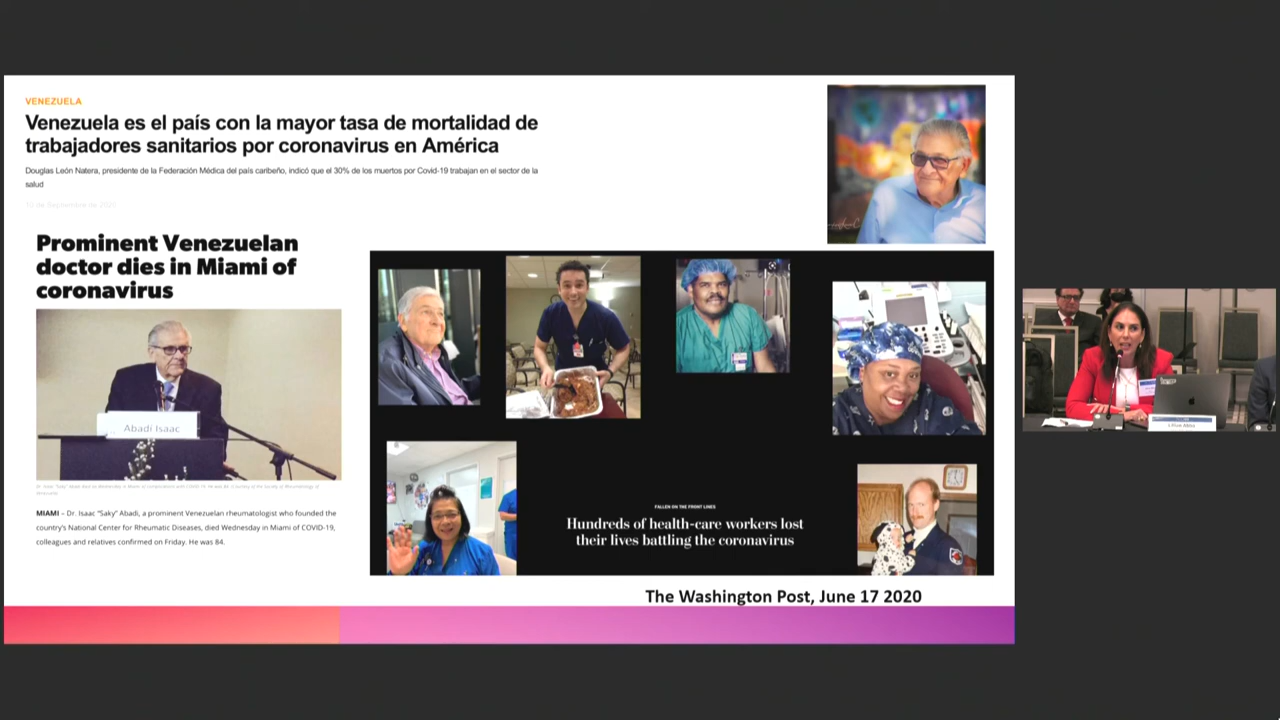 VENEZUELA
Venezuela es el país con la mayor tasa de mortalidad de
trabajadores sanitarios por coronavirus en América
Douglas León Natera, presidente de la Federación Médica del país caribeño, indicó que el 30% de los muertos por Covid-19 trabajan en el sector de la
salud
10 de Septiembre de 2020
Prominent Venezuelan
doctor dies in Miami of
coronavirus
Abadí Isaac
MIAMI – Dr. Isaac “Saky” Abadi, a prominent Venezuelan rheumatologist who founded the
country's National Center for Rheumatic Diseases, died Wednesday in Miami of COVID-19,
colleagues and relatives confirmed on Friday. He was 84.
FALLEN ON THE FRONT LINES
Hundreds of health-care workers lost
their lives battling the coronavirus
The Washington Post, June 17 2020